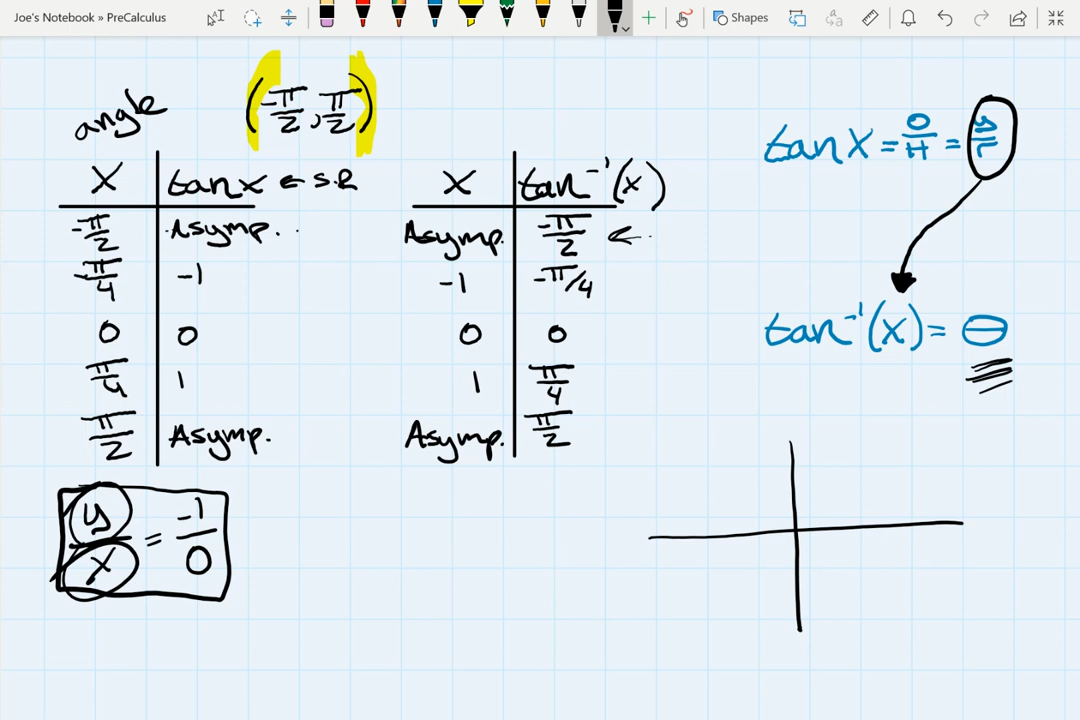 Joe's Notebook » PreCalculus
Shapes
angle (-π/2, π/2)
tan x = O/H = y/r
x | tan x ← S.R
-π/2 | Asymp.
-π/4 | -1
0 | 0
π/4 | 1
π/2 | Asymp.
x | tan⁻¹(x)
Asymp. | -π/2 ←
-1 | -π/4
0 | 0
1 | π/4
Asymp. | π/2
tan⁻¹(x) = θ
y/x = -1/0